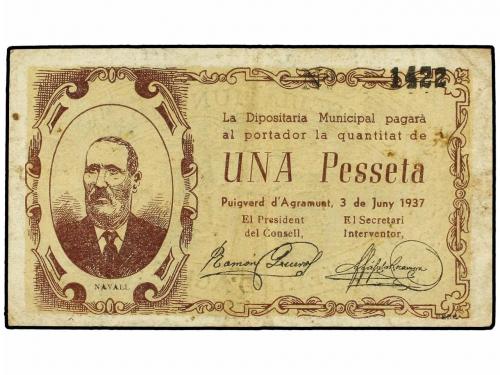 Nº 1422
La Dipositaria Municipal pagarà
al portador la quantitat de
UNA Pesseta
Puigverd d'Agramunt, 3 de Juny 1937
El President
del Consell,
El Secretari
Interventor,
Ramon
NAVALL